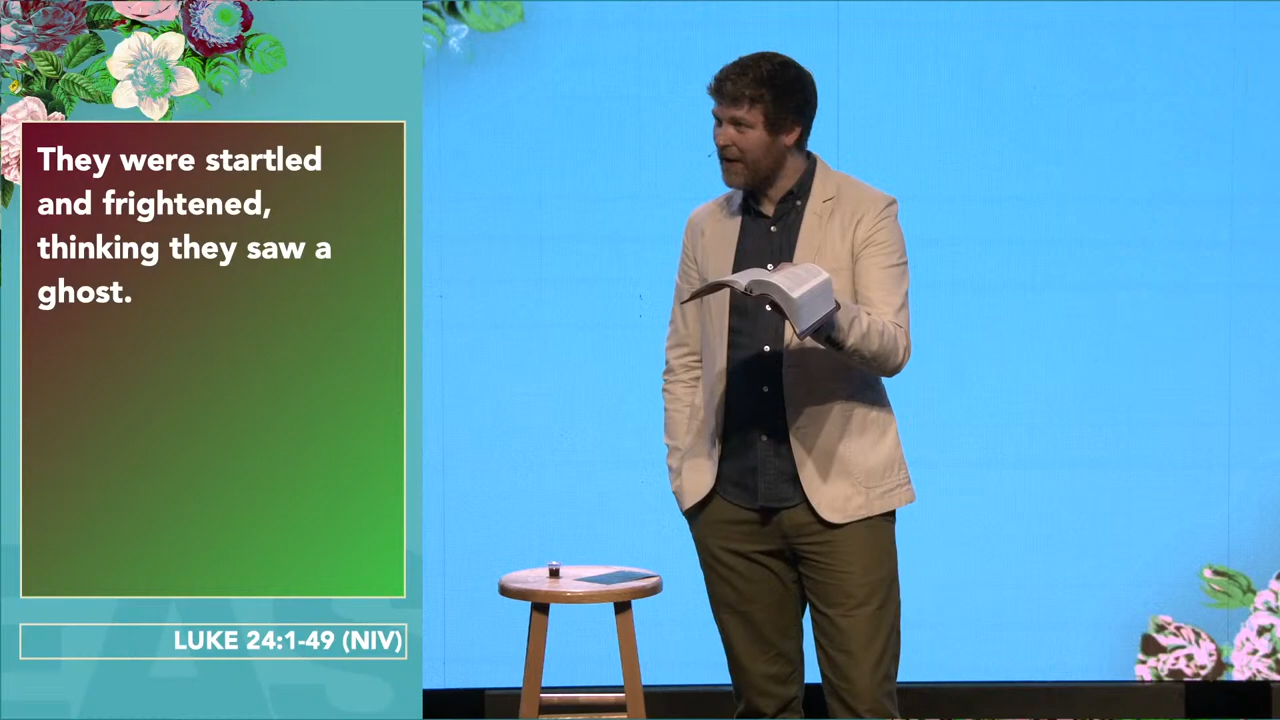 They were startled
and frightened,
thinking they saw a
ghost.
LUKE 24:1-49 (NIV)